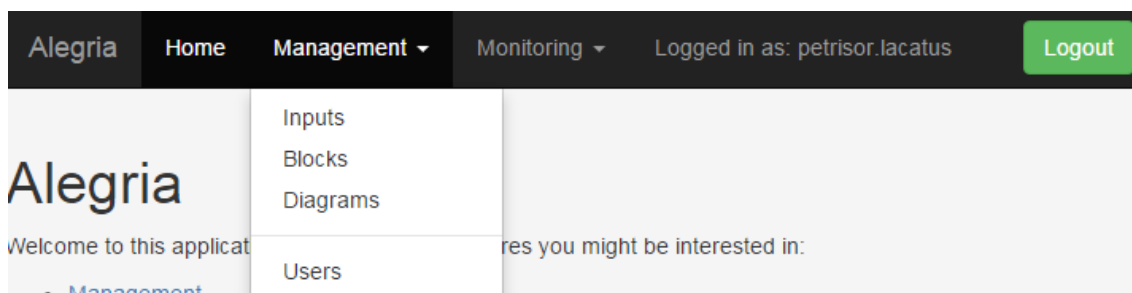 Alegria Home Management Monitoring Logged in as: petrisor.lacatus Logout
Inputs
Blocks
Diagrams
Users
Alegria
Welcome to this applicat res you might be interested in:
Management